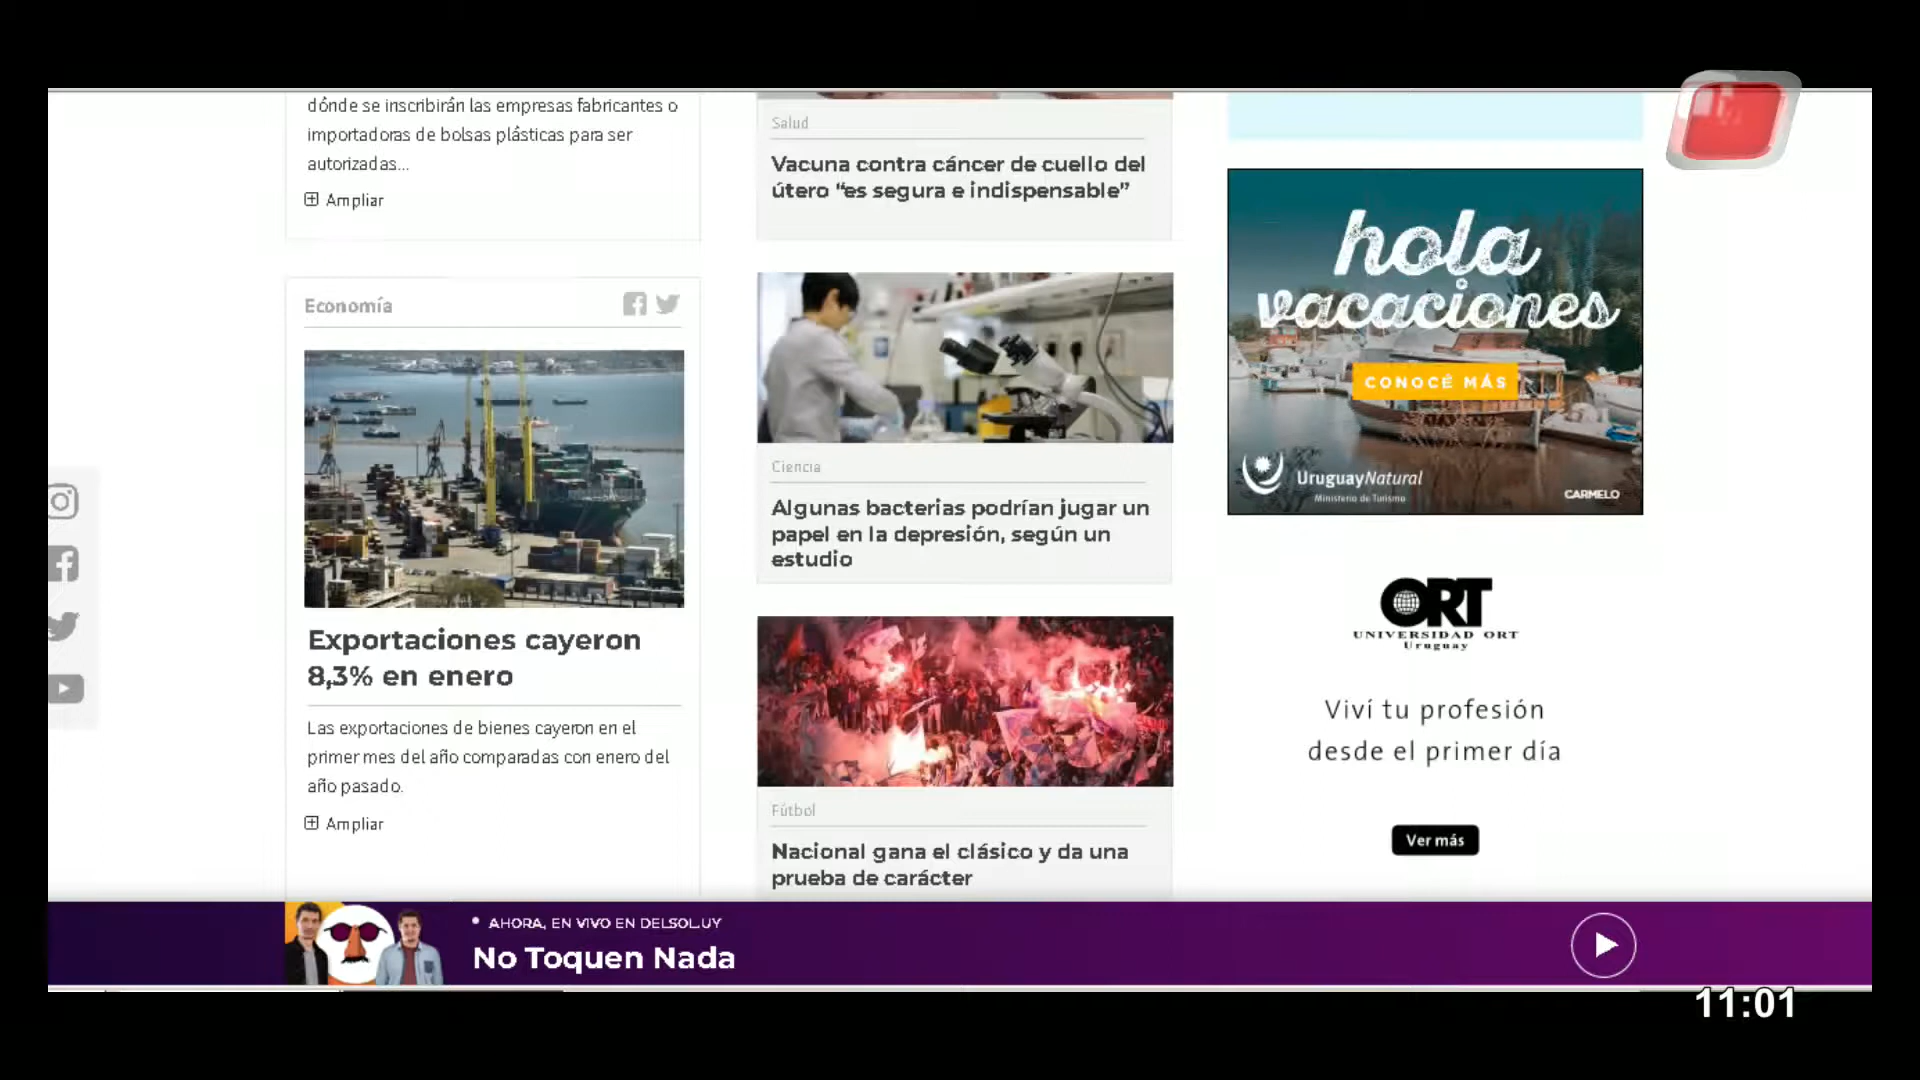 dónde se inscribirán las empresas fabricantes o
importadoras de bolsas plásticas para ser
autorizadas...
Ampliar
Economía
Exportaciones cayeron
8,3% en enero
Las exportaciones de bienes cayeron en el
primer mes del año comparadas con enero del
año pasado.
Ampliar
Salud
Vacuna contra cáncer de cuello del
útero “es segura e indispensable”
Ciencia
Algunas bacterias podrían jugar un
papel en la depresión, según un
estudio
Fútbol
Nacional gana el clásico y da una
prueba de carácter
hola
vacaciones
CONOCÉ MÁS
UruguayNatural
Ministerio de Turismo
CARMELO
ORT
UNIVERSIDAD ORT
Uruguay
Viví tu profesión
desde el primer día
Ver más
AHORA, EN VIVO EN DELSOL.UY
No Toquen Nada
11:01